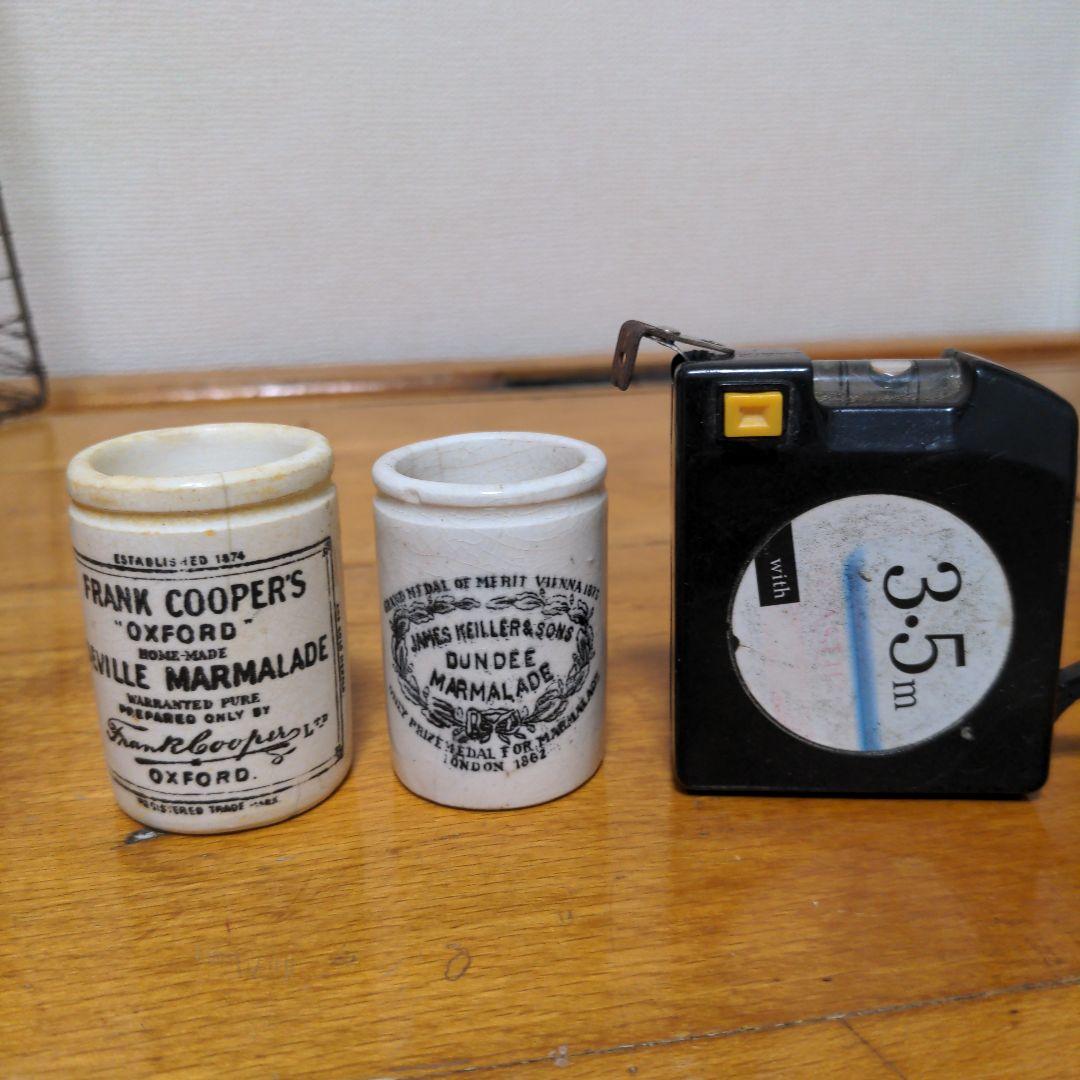 ESTABLISHED 1874
FRANK COOPER'S
"OXFORD"
HOME-MADE
EVILLE MARMALADE
WARRANTED PURE
PREPARED ONLY BY
Frank Cooper LTD
OXFORD.
REGISTERED TRADE MARK
GRAND MEDAL OF MERIT VIENNA 1873
JAMES KEILLER & SONS
DUNDEE
MARMALADE
ONLY PRIZE MEDAL FOR MARMALADE
LONDON 1862
with
3.5m